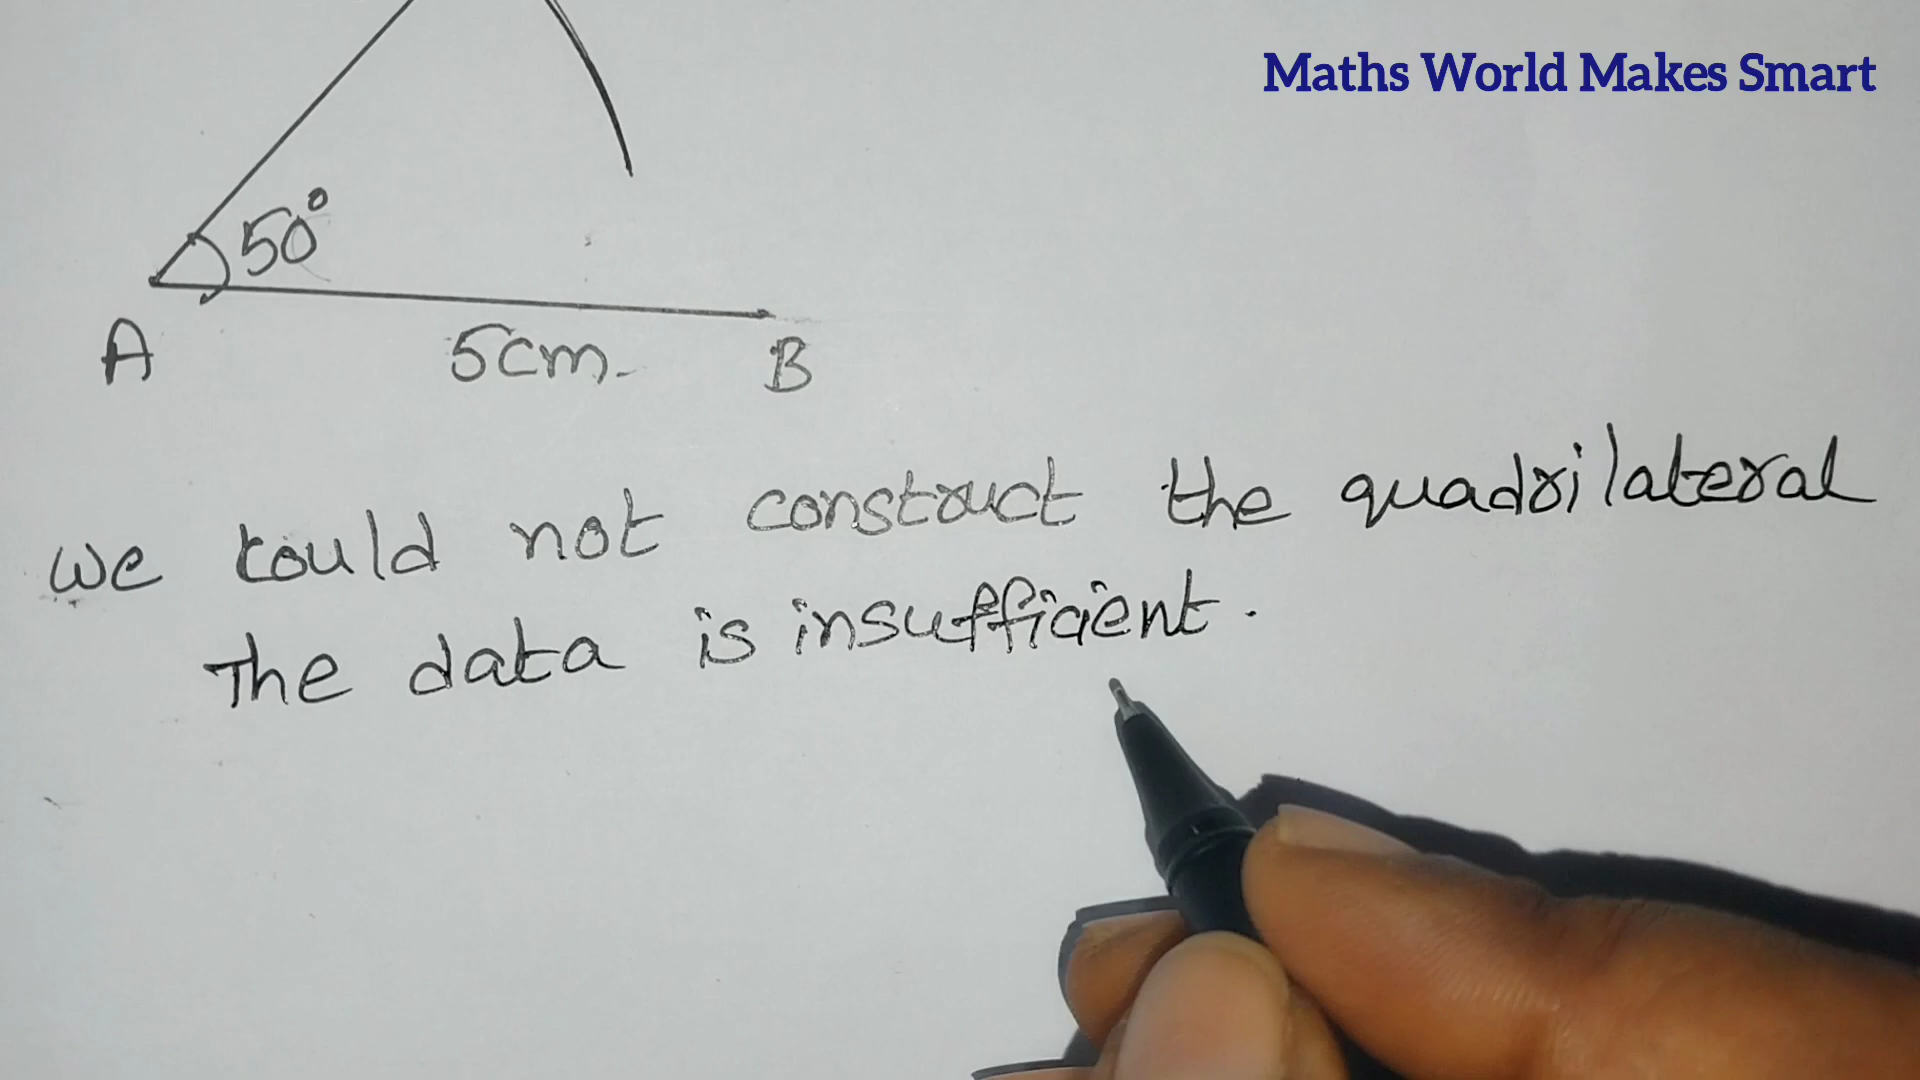 Maths World Makes Smart
50°
A
5cm.
B
we could not construct the quadrilateral
The data is insufficient.